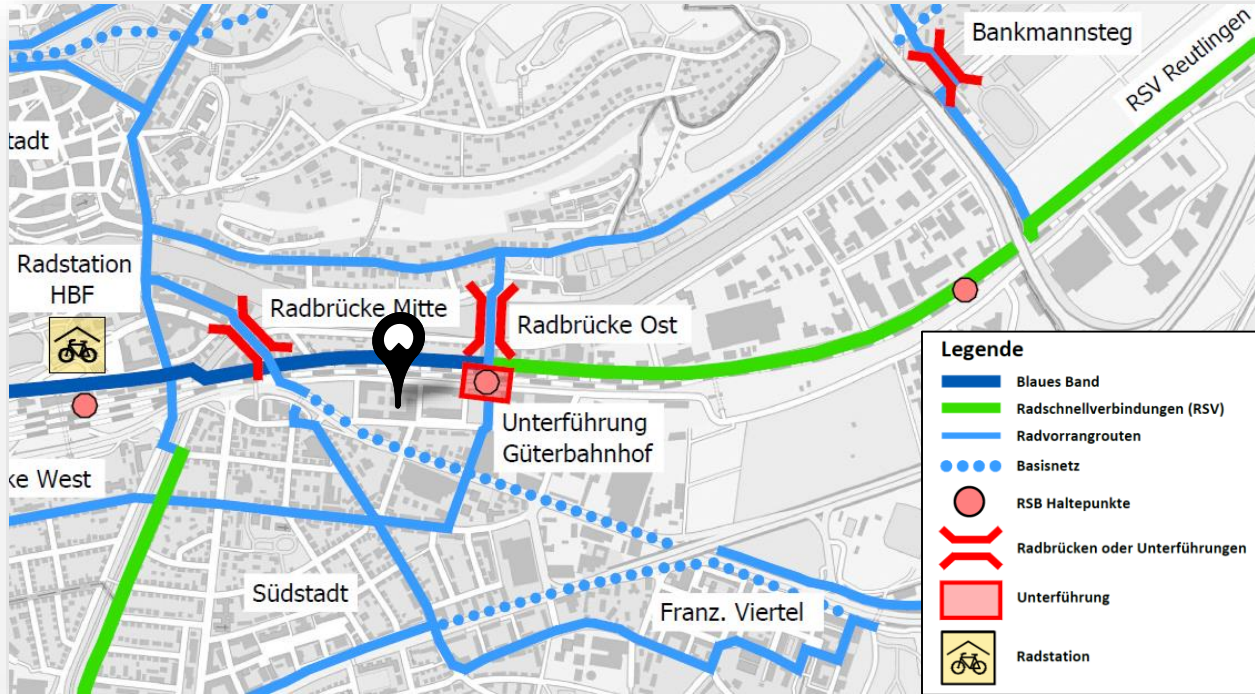 Bankmannsteg
RSV Reutlingen
tadt
Radstation
HBF
Radbrücke Mitte
Radbrücke Ost
Unterführung
Güterbahnhof
ke West
Südstadt
Franz. Viertel
Legende
Blaues Band
Radschnellverbindungen (RSV)
Radvorrangrouten
Basisnetz
RSB Haltepunkte
Radbrücken oder Unterführungen
Unterführung
Radstation